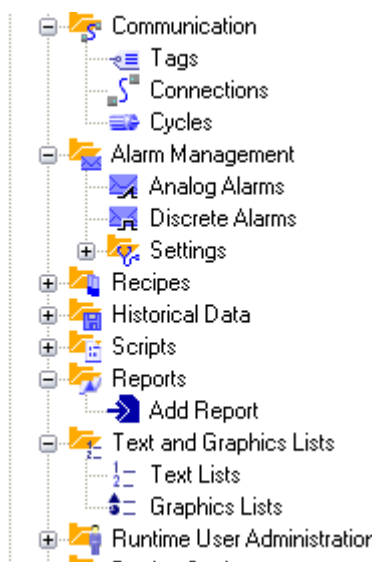 Communication
Tags
Connections
Cycles
Alarm Management
Analog Alarms
Discrete Alarms
Settings
Recipes
Historical Data
Scripts
Reports
Add Report
Text and Graphics Lists
Text Lists
Graphics Lists
Runtime User Administration